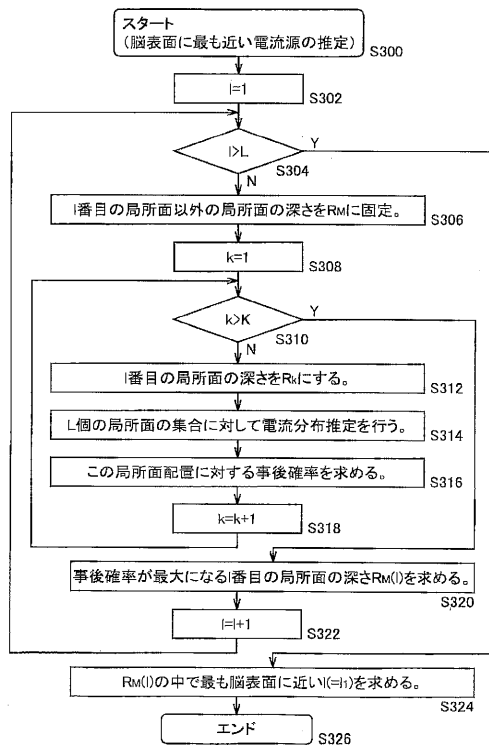 スタート
(脳表面に最も近い電流源の推定)
S300
l=1
S302
l>L
Y
S304
N
l番目の局所面以外の局所面の深さをRMに固定。
S306
k=1
S308
k>K
Y
S310
N
l番目の局所面の深さをRkにする。
S312
L個の局所面の集合に対して電流分布推定を行う。
S314
この局所面配置に対する事後確率を求める。
S316
k=k+1
S318
事後確率が最大になるl番目の局所面の深さRM(l)を求める。
S320
l=l+1
S322
RM(l)の中で最も脳表面に近いl(=l1)を求める。
S324
エンド
S326